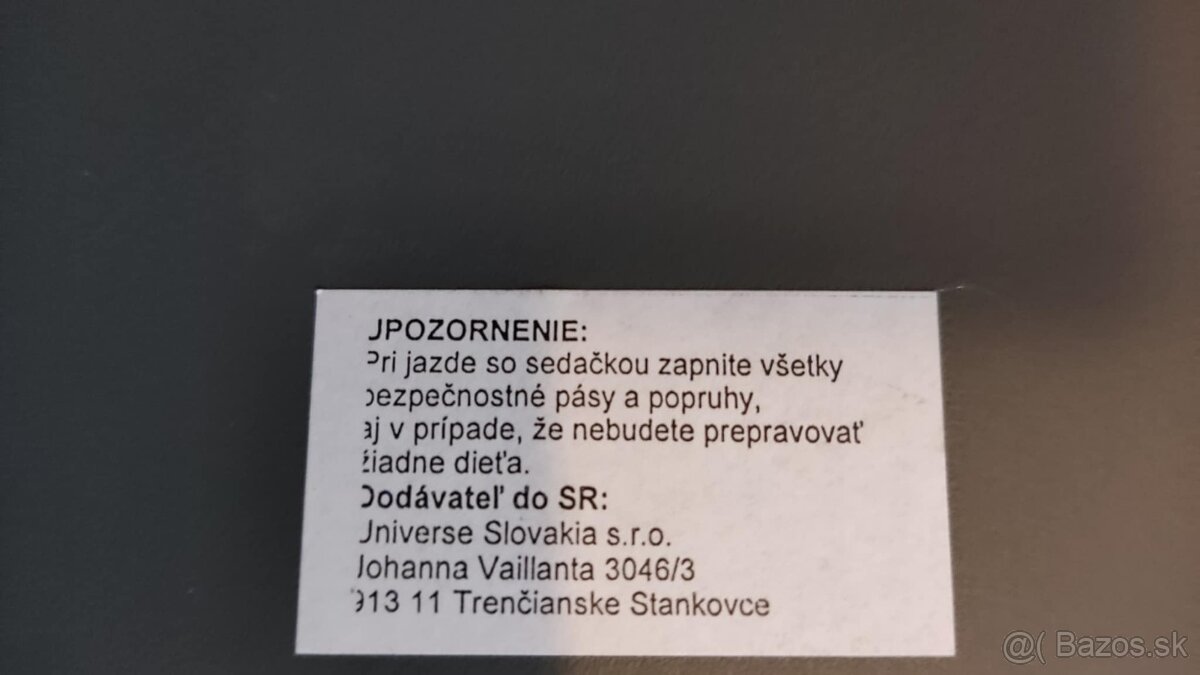 UPOZORNENIE:
Pri jazde so sedačkou zapnite všetky
bezpečnostné pásy a popruhy,
aj v prípade, že nebudete prepravovať
žiadne dieťa.
Dodávateľ do SR:
Universe Slovakia s.r.o.
Johanna Vaillanta 3046/3
913 11 Trenčianske Stankovce
@( Bazos.sk